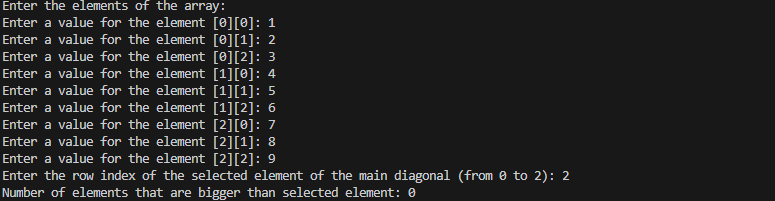 Enter the elements of the array:
Enter a value for the element [0][0]: 1
Enter a value for the element [0][1]: 2
Enter a value for the element [0][2]: 3
Enter a value for the element [1][0]: 4
Enter a value for the element [1][1]: 5
Enter a value for the element [1][2]: 6
Enter a value for the element [2][0]: 7
Enter a value for the element [2][1]: 8
Enter a value for the element [2][2]: 9
Enter the row index of the selected element of the main diagonal (from 0 to 2): 2
Number of elements that are bigger than selected element: 0